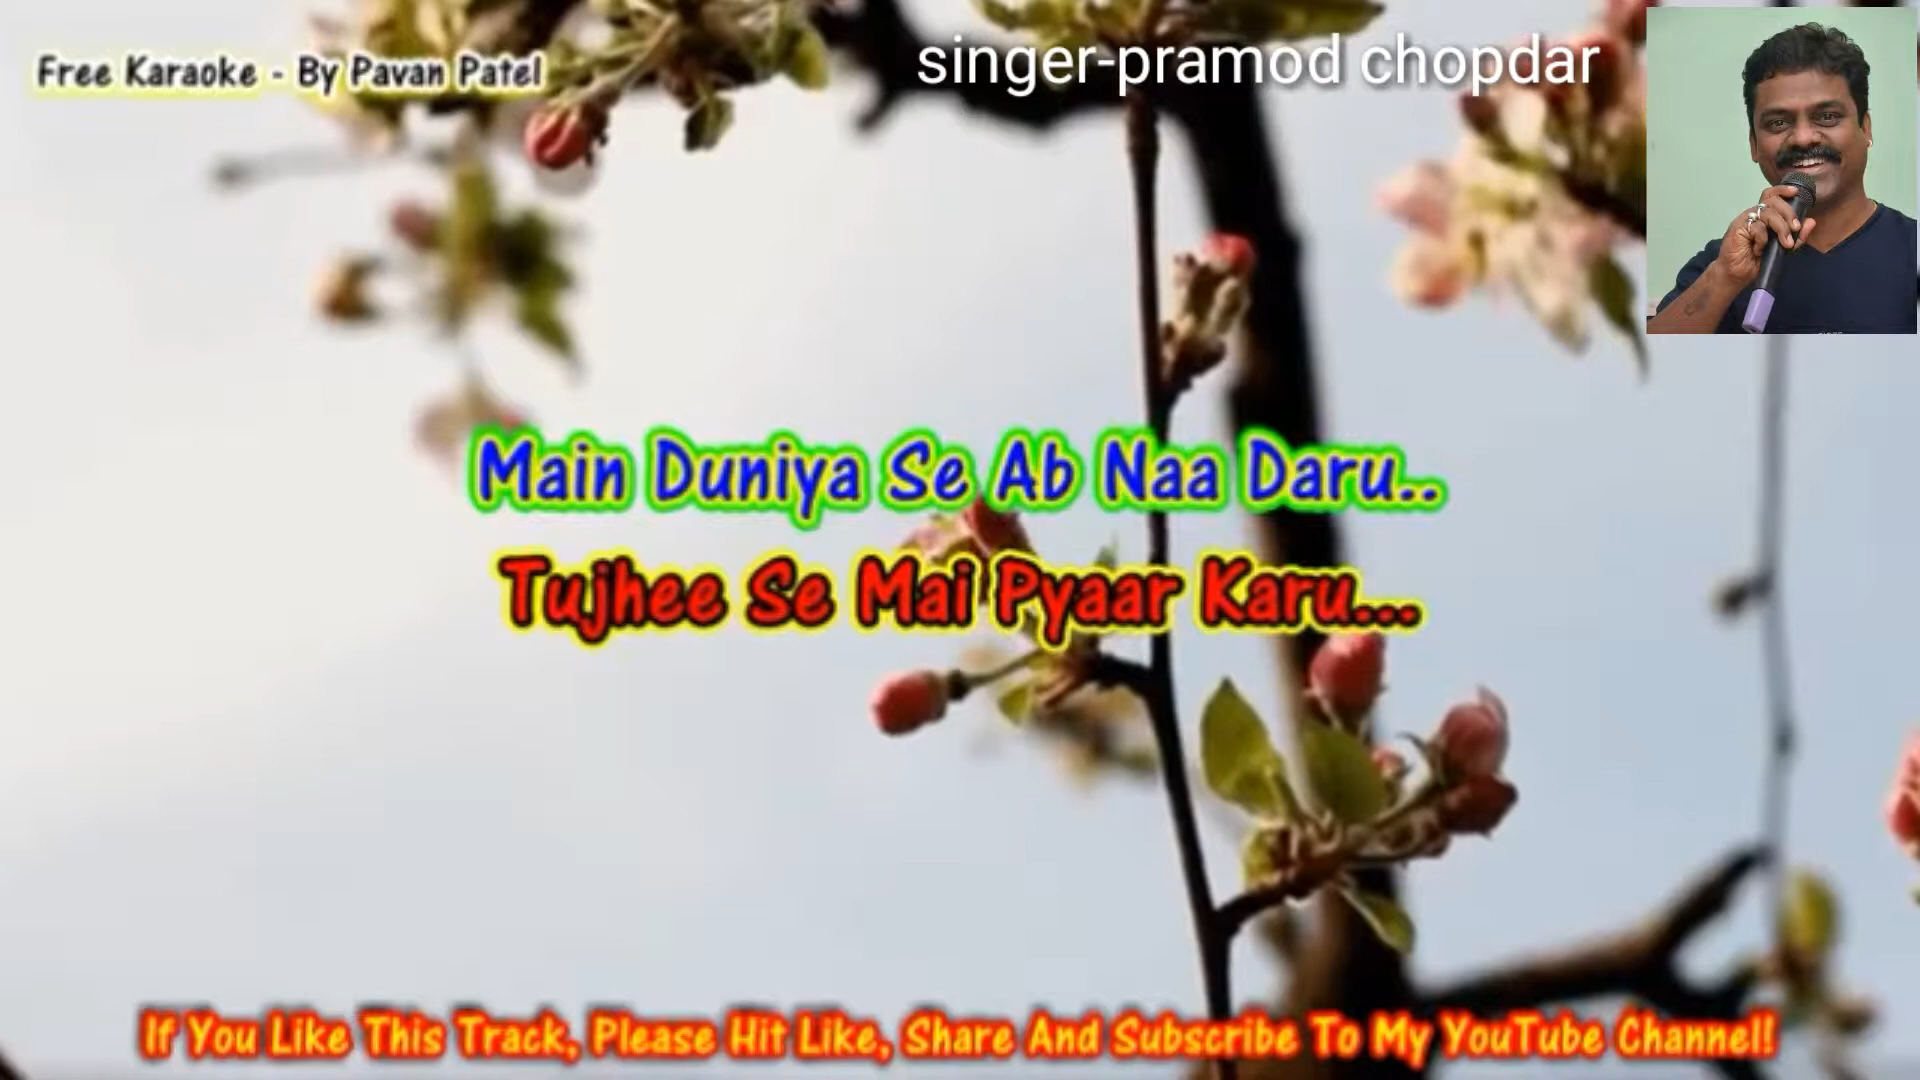 Free Karaoke - By Pavan Patel
singer-pramod chopdar
Main Duniya Se Ab Naa Daru..
Tujhee Se Mai Pyaar Karu...
If You Like This Track, Please Hit Like, Share And Subscribe To My YouTube Channel!